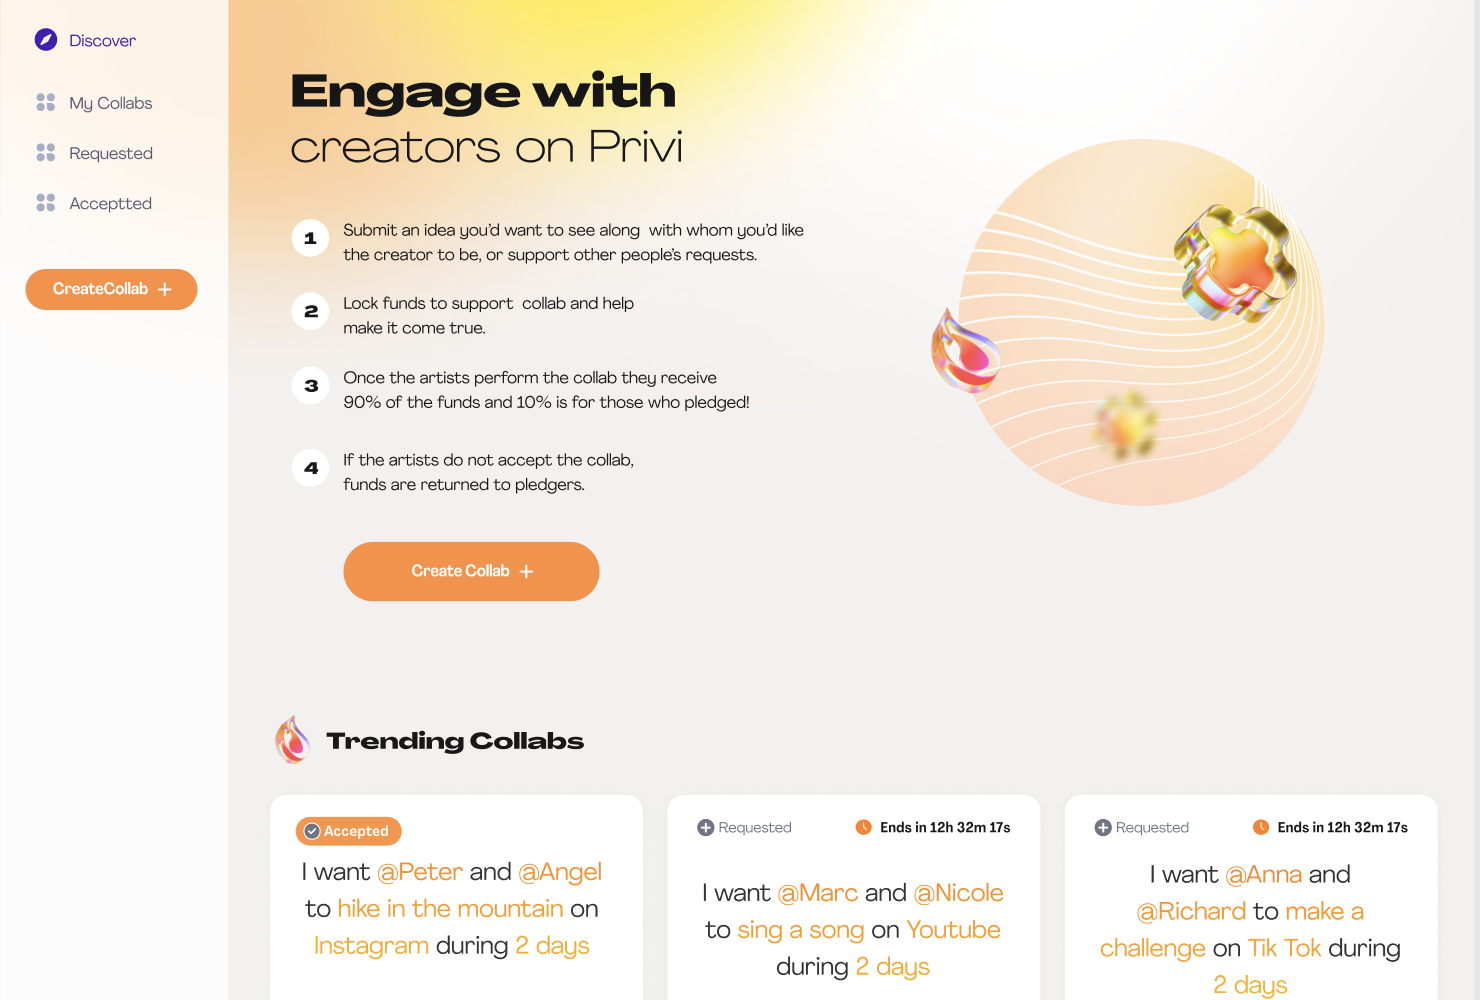 Discover
My Collabs
Requested
Acceptted
CreateCollab
Engage with
creators on Privi
1
Submit an idea you'd want to see along  with whom you'd like
the creator to be, or support other people's requests.
2
Lock funds to support  collab and help
make it come true.
3
Once the artists perform the collab they receive
90% of the funds and 10% is for those who pledged!
4
If the artists do not accept the collab,
funds are returned to pledgers.
Create Collab
Trending Collabs
Accepted
I want @Peter and @Angel
to hike in the mountain on
Instagram during 2 days
Requested
Ends in 12h 32m 17s
I want @Marc and @Nicole
to sing a song on Youtube
during 2 days
Requested
Ends in 12h 32m 17s
I want @Anna and
@Richard to make a
challenge on Tik Tok during
2 days